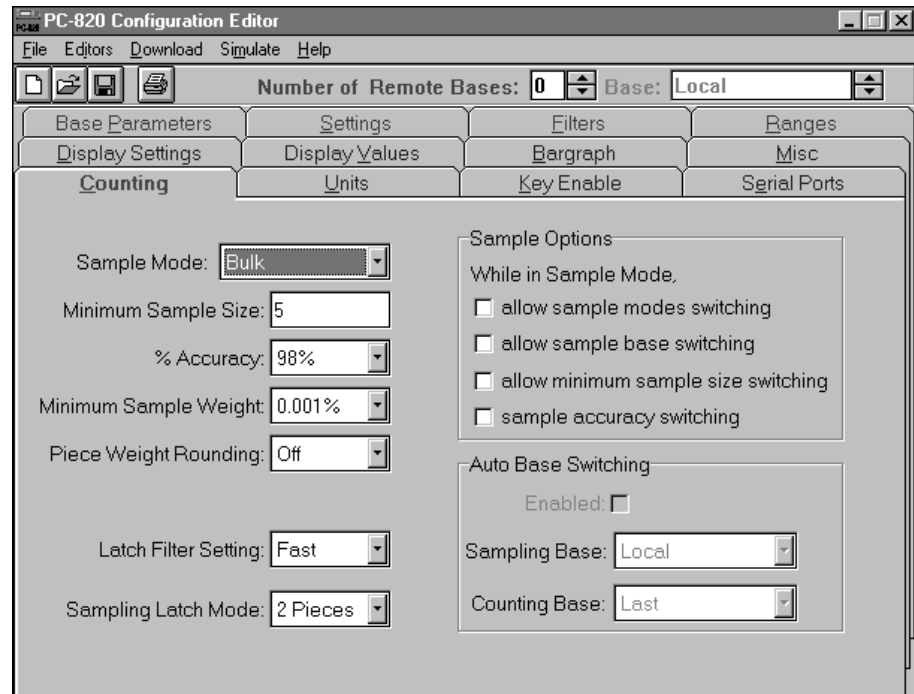 PC-820 Configuration Editor
File Editors Download Simulate Help
Number of Remote Bases: 0 Base: Local
Base Parameters Settings Filters Ranges
Display Settings Display Values Bargraph Misc
Counting Units Key Enable Serial Ports
Sample Mode: Bulk
Minimum Sample Size: 5
% Accuracy: 98%
Minimum Sample Weight: 0.001%
Piece Weight Rounding: Off
Latch Filter Setting: Fast
Sampling Latch Mode: 2 Pieces
Sample Options
While in Sample Mode,
allow sample modes switching
allow sample base switching
allow minimum sample size switching
sample accuracy switching
Auto Base Switching
Enabled:
Sampling Base: Local
Counting Base: Last